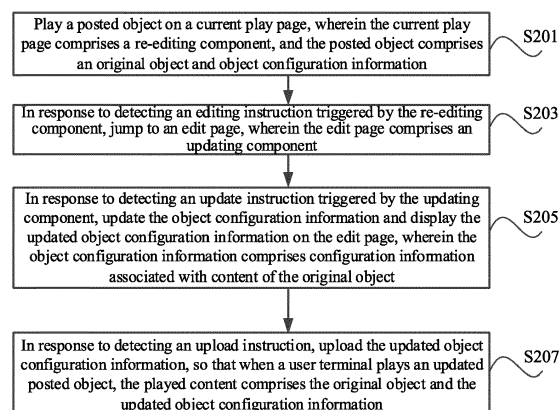 Play a posted object on a current play page, wherein the current play
page comprises a re-editing component, and the posted object comprises
an original object and object configuration information
S201
In response to detecting an editing instruction triggered by the re-editing
component, jump to an edit page, wherein the edit page comprises an
updating component
S203
In response to detecting an update instruction triggered by the updating
component, update the object configuration information and display the
updated object configuration information on the edit page, wherein the
object configuration information comprises configuration information
associated with content of the original object
S205
In response to detecting an upload instruction, upload the updated object
configuration information, so that when a user terminal plays an updated
posted object, the played content comprises the original object and the
updated object configuration information
S207